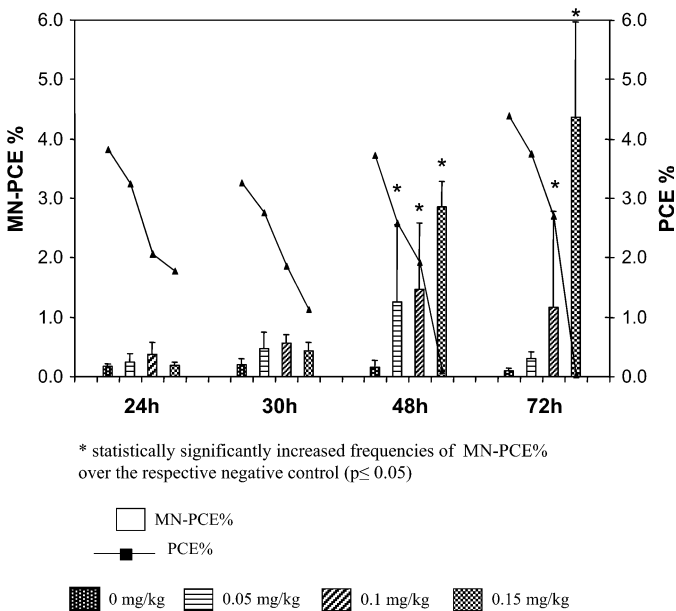 6.0 6.0
*
5.0 5.0
4.0 4.0
*
3.0 3.0
* * *
2.0 2.0
1.0 1.0
0.0 0.0
MN-PCE %
PCE %
24h 30h 48h 72h
* statistically significantly increased frequencies of MN-PCE%
over the respective negative control (p≤ 0.05)
MN-PCE%
PCE%
0 mg/kg 0.05 mg/kg 0.1 mg/kg 0.15 mg/kg